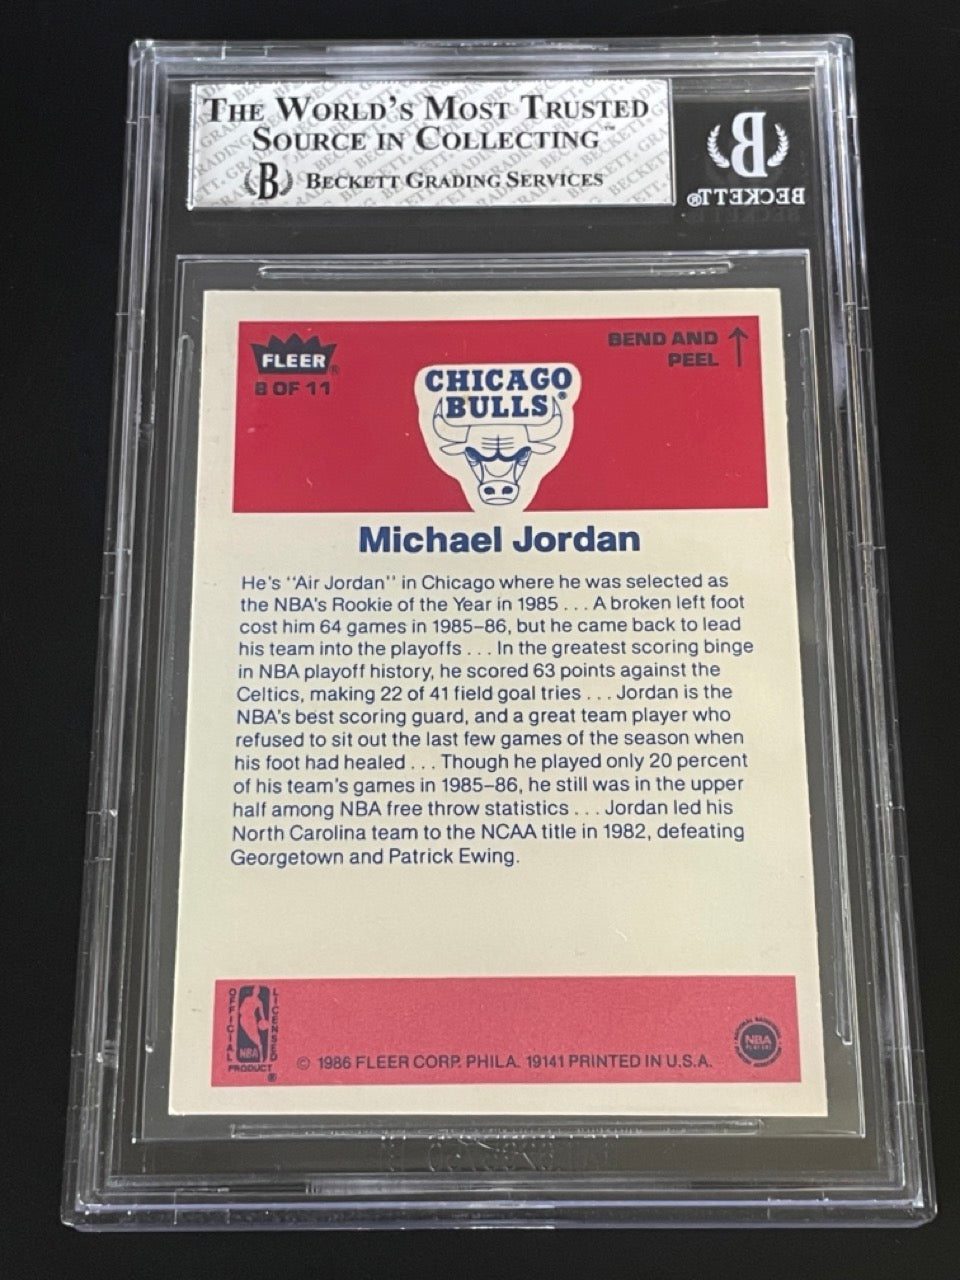 THE WORLD'S MOST TRUSTED
SOURCE IN COLLECTING™
B BECKETT GRADING SERVICES
B
BECKETT®
FLEER®
8 OF 11
BEND AND
PEEL
CHICAGO
BULLS®
Michael Jordan
He's "Air Jordan" in Chicago where he was selected as
the NBA's Rookie of the Year in 1985 . . . A broken left foot
cost him 64 games in 1985–86, but he came back to lead
his team into the playoffs . . . In the greatest scoring binge
in NBA playoff history, he scored 63 points against the
Celtics, making 22 of 41 field goal tries . . . Jordan is the
NBA's best scoring guard, and a great team player who
refused to sit out the last few games of the season when
his foot had healed . . . Though he played only 20 percent
of his team's games in 1985–86, he still was in the upper
half among NBA free throw statistics . . . Jordan led his
North Carolina team to the NCAA title in 1982, defeating
Georgetown and Patrick Ewing.
OFFICIAL
NBA
LICENSED
PRODUCT®
© 1986 FLEER CORP. PHILA. 19141 PRINTED IN U.S.A.
NBA
PLAYERS